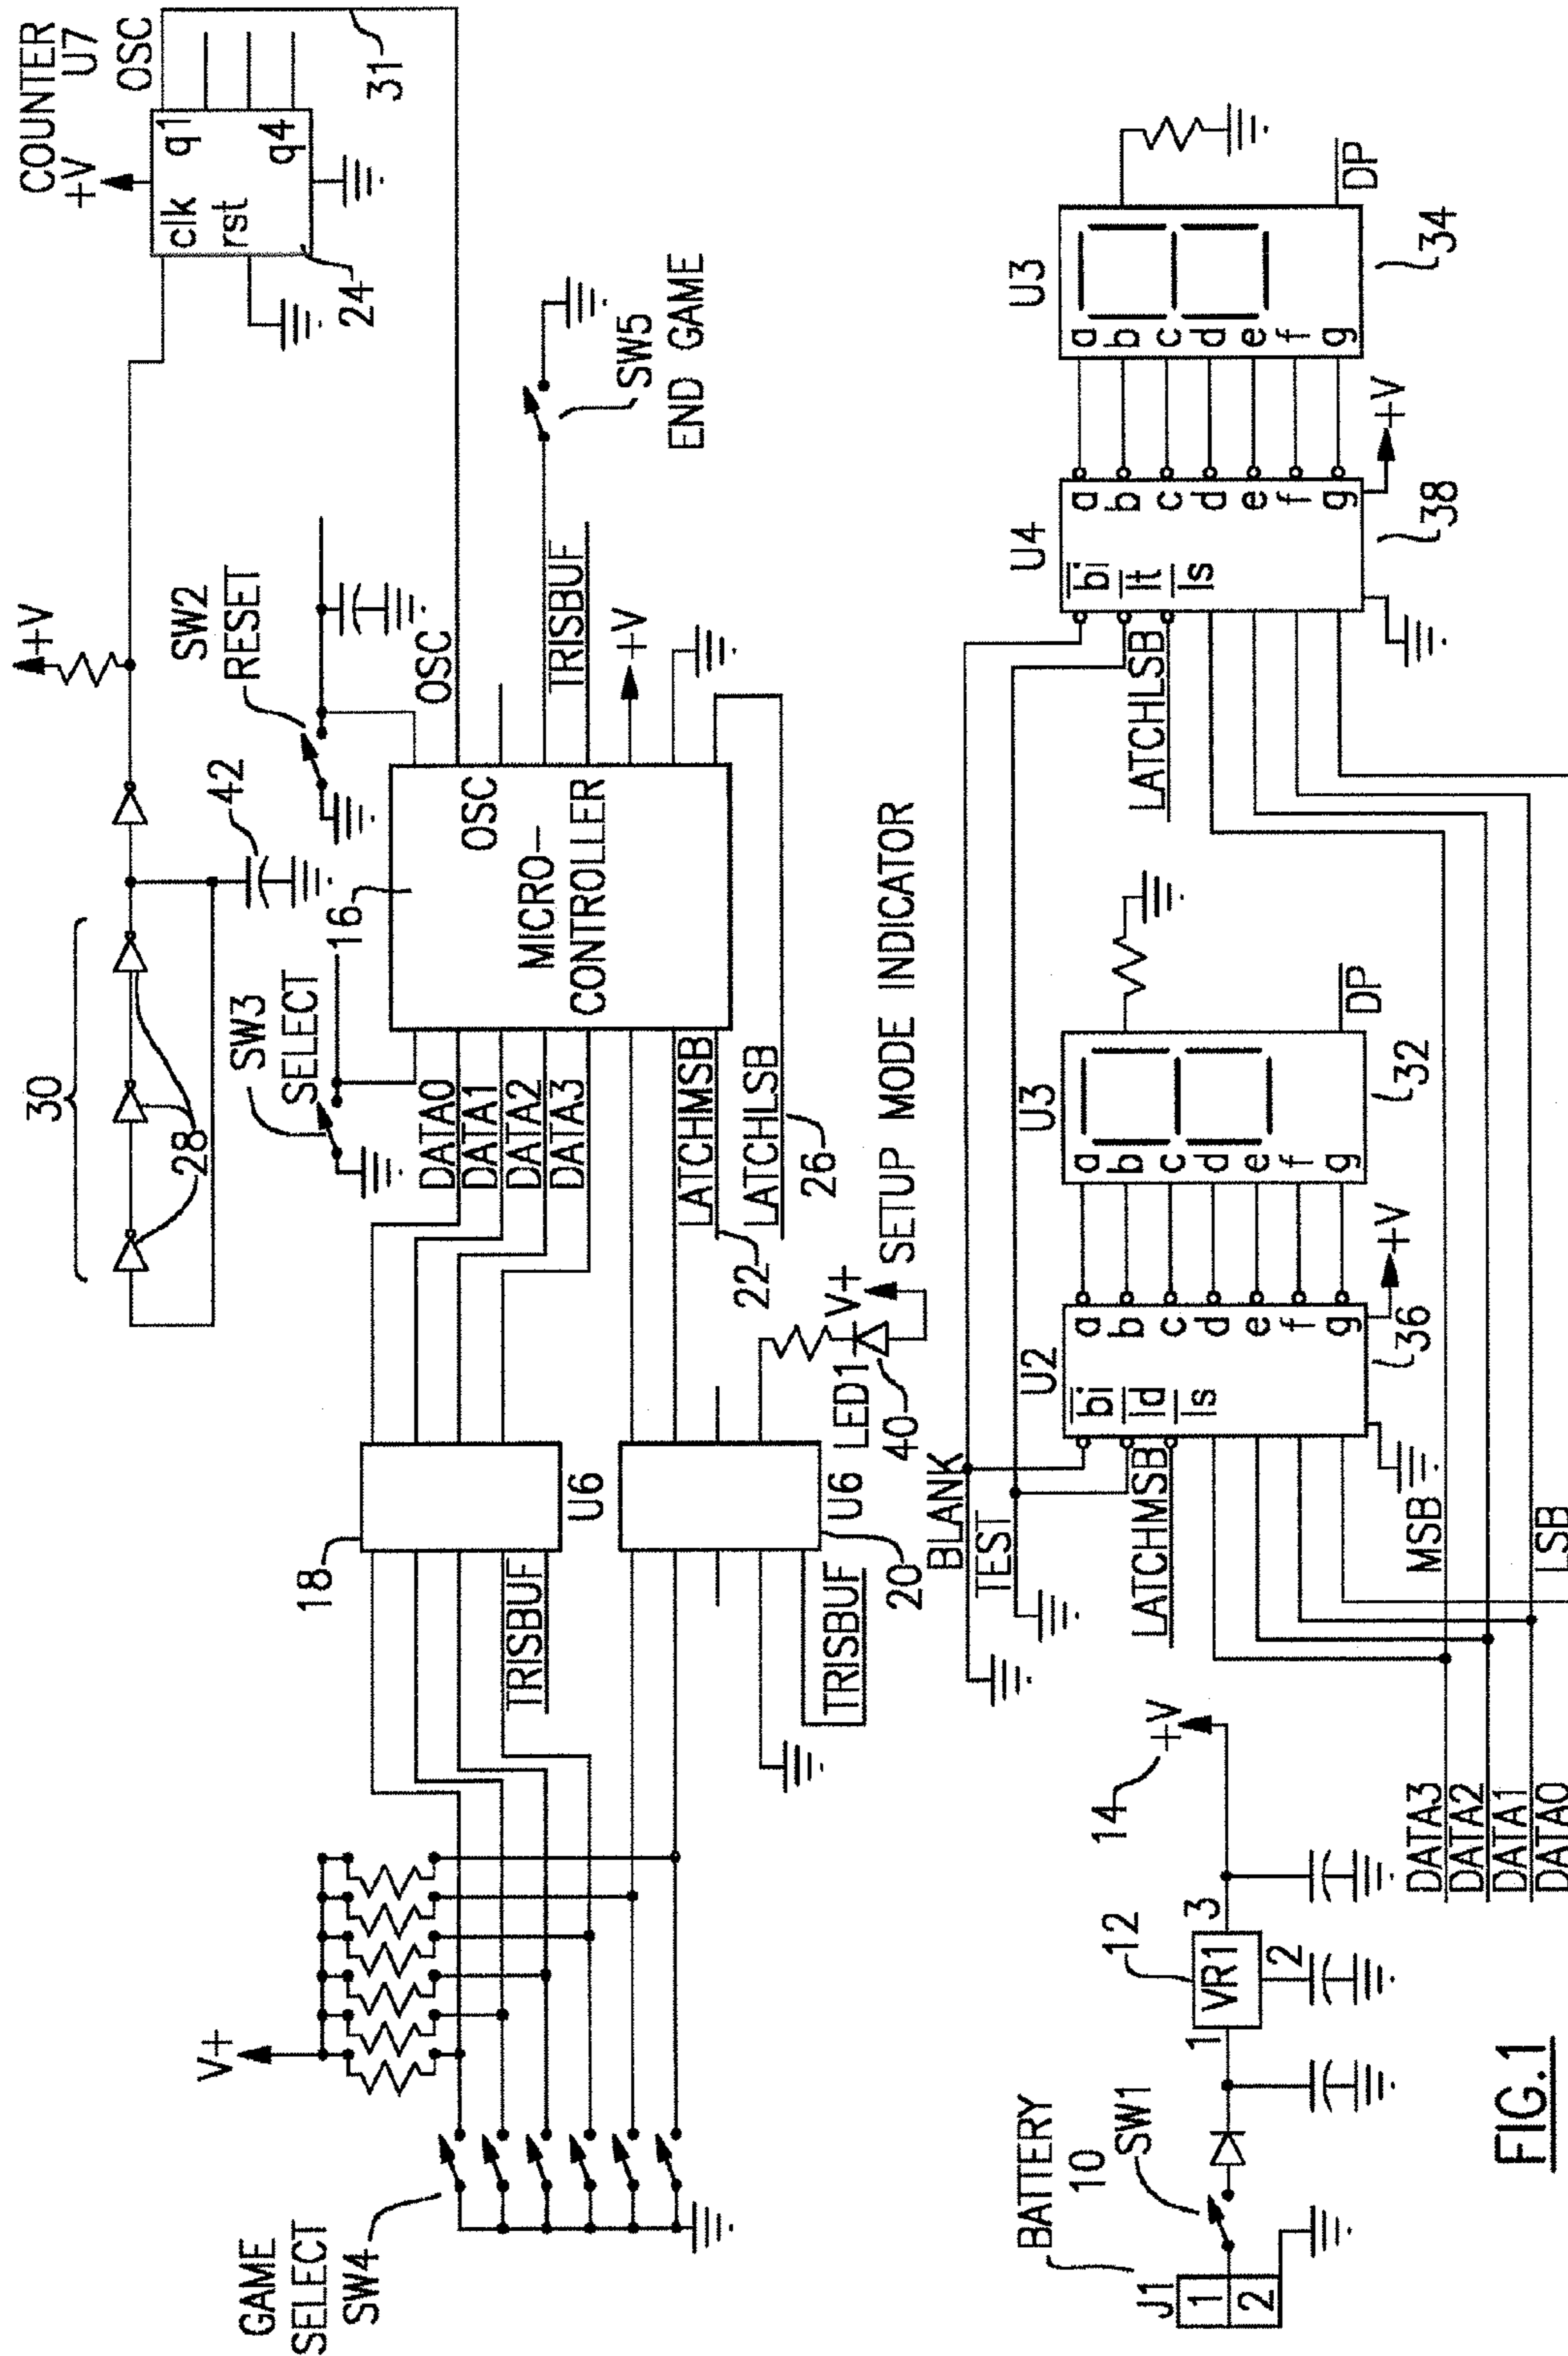 COUNTER
U7
+V
OSC
clk
q1
rst
q4
24
31
+V
30
28
42
SW2
RESET
SW3
SELECT
16
OSC
OSC
MICRO-
CONTROLLER
TRISBUF
+V
SW5
END GAME
DATA0
DATA1
DATA2
DATA3
LATCHMSB
LATCHLSB
22
26
18
U6
TRISBUF
U6
20
TRISBUF
LED1
V+
40
SETUP MODE INDICATOR
V+
GAME
SELECT
SW4
BLANK
TEST
LATCHMSB
U2
bi
ld
ls
a
b
c
d
e
f
g
36
+V
MSB
LSB
U3
a
b
c
d
e
f
g
DP
32
LATCHLSB
U4
bi
lt
ls
a
b
c
d
e
f
g
38
+V
U3
a
b
c
d
e
f
g
DP
34
BATTERY
10
J1
1
2
SW1
1
VR1
2
3
12
14
+V
DATA3
DATA2
DATA1
DATA0
FIG.1